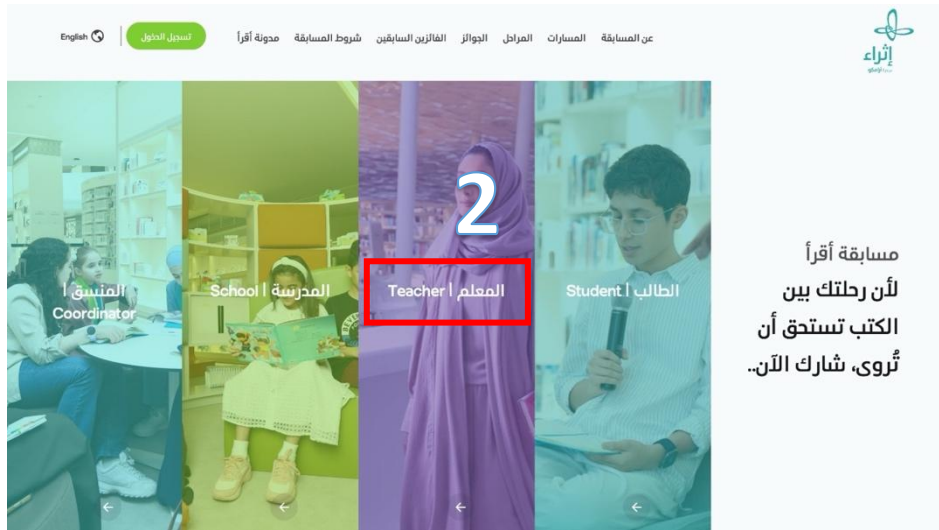 إثراء
عن المسابقة
المسارات
المراحل
الجوائز
الفائزين السابقين
شروط المسابقة
مدونة أقرأ
تسجيل الدخول
English
مسابقة أقرأ
لأن رحلتك بين
الكتب تستحق أن
تُروى، شارك الآن..
الطالب | Student
2
المعلم | Teacher
المدرسة | School
المنسق |
Coordinator